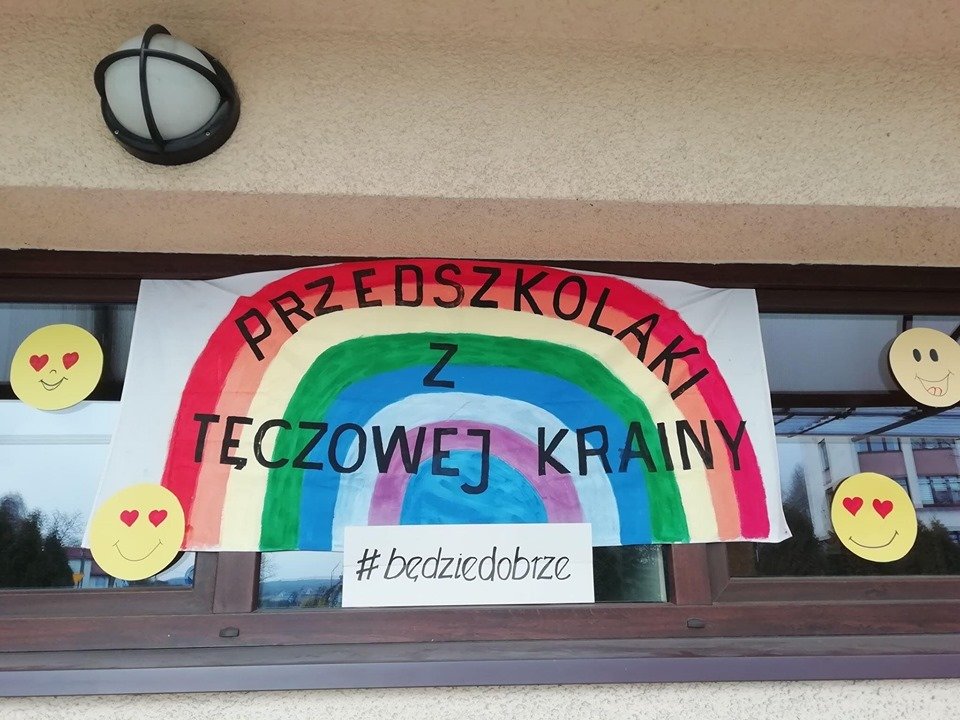 PRZEDSZKOLAKI
Z
TĘCZOWEJ KRAINY
#będziedobrze